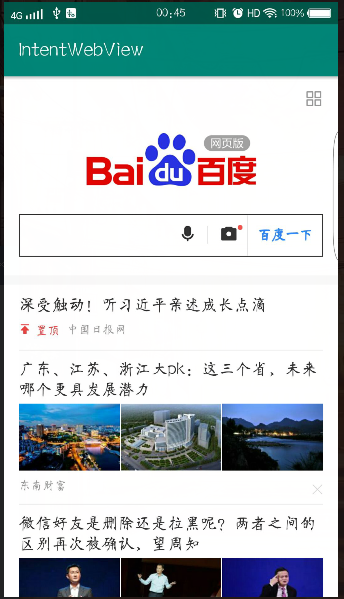 4G 00:45 HD 100%
IntentWebView
网页版
Bai du 百度
百度一下
深受触动！听习近平亲述成长点滴
置顶 中国日报网
广东、江苏、浙江大pk：这三个省，未来
哪个更具发展潜力
东南财富
微信好友是删除还是拉黑呢？两者之间的
区别再次被确认，望周知